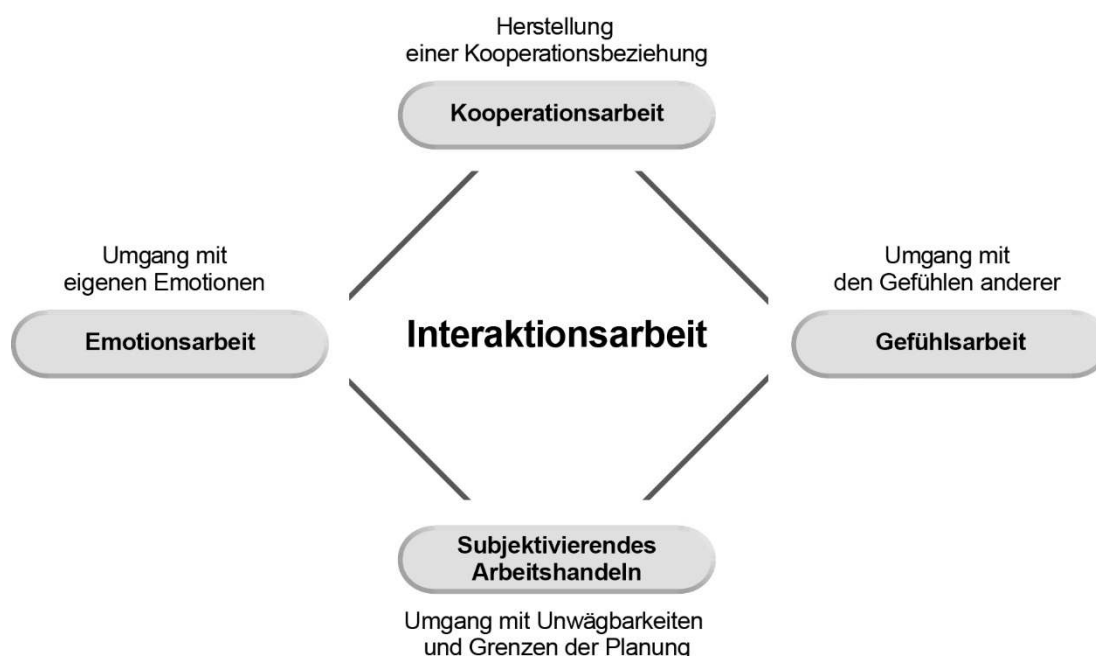 Herstellung
einer Kooperationsbeziehung
Kooperationsarbeit
Umgang mit
eigenen Emotionen
Emotionsarbeit
Interaktionsarbeit
Umgang mit
den Gefühlen anderer
Gefühlsarbeit
Subjektivierendes
Arbeitshandeln
Umgang mit Unwägbarkeiten
und Grenzen der Planung